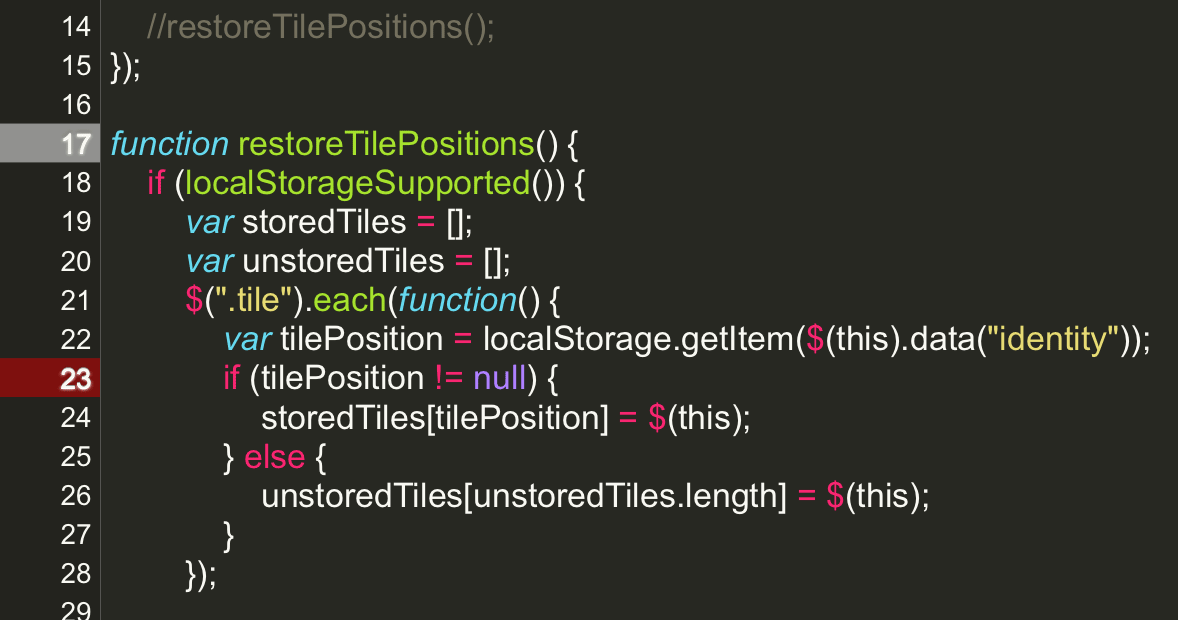 14 //restoreTilePositions();
15 });
16
17 function restoreTilePositions() {
18 if (localStorageSupported()) {
19 var storedTiles = [];
20 var unstoredTiles = [];
21 $(".tile").each(function() {
22 var tilePosition = localStorage.getItem($(this).data("identity"));
23 if (tilePosition != null) {
24 storedTiles[tilePosition] = $(this);
25 } else {
26 unstoredTiles[unstoredTiles.length] = $(this);
27 }
28 });
29